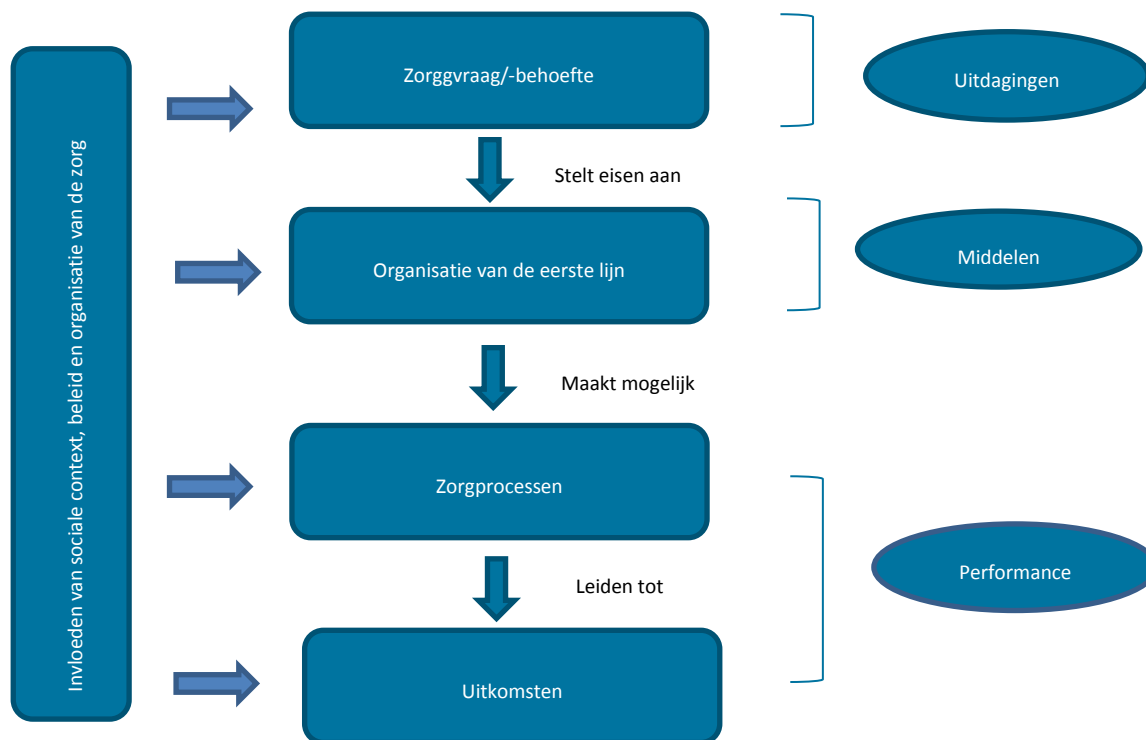 Invloeden van sociale context, beleid en organisatie van de zorg
Zorggvraag/-behoefte
Uitdagingen
Stelt eisen aan
Organisatie van de eerste lijn
Middelen
Maakt mogelijk
Zorgprocessen
Leiden tot
Performance
Uitkomsten